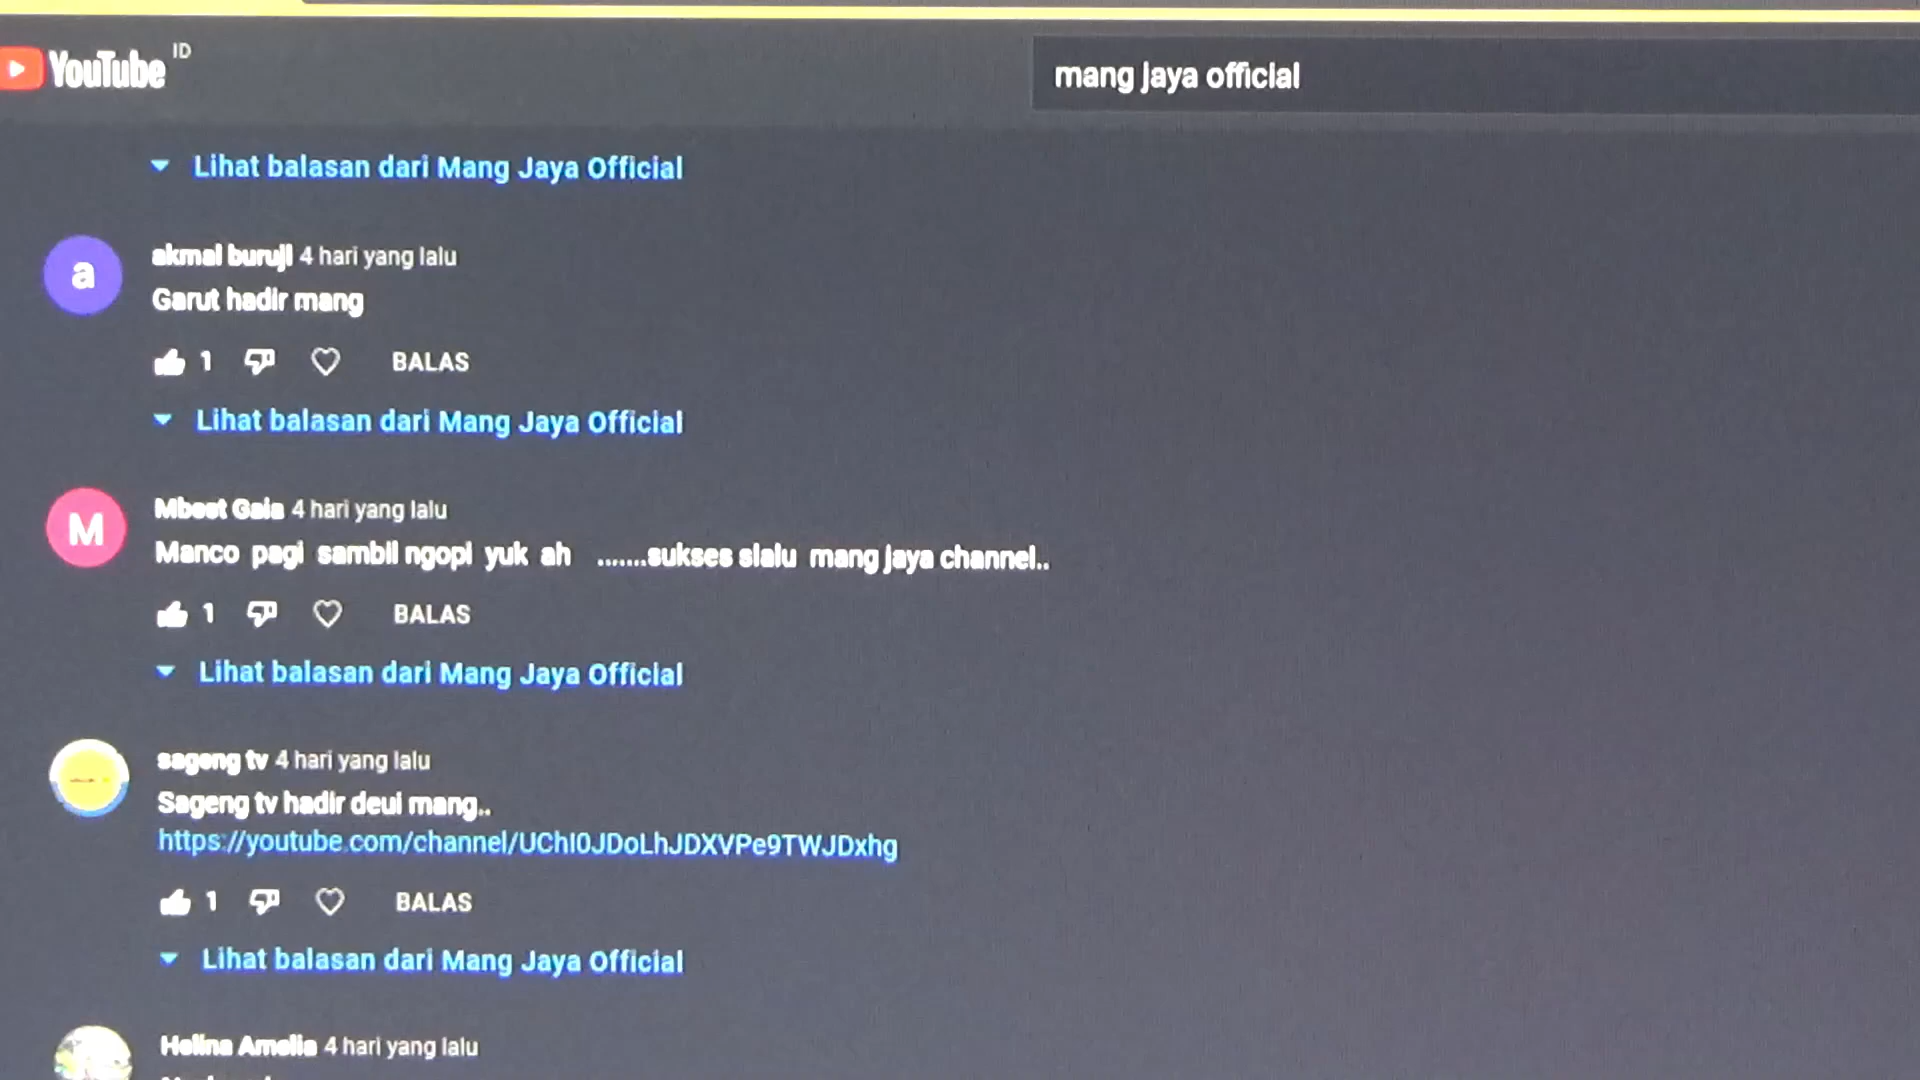 YouTube ID
mang jaya official
Lihat balasan dari Mang Jaya Official
a
akmal buruji 4 hari yang lalu
Garut hadir mang
1 BALAS
Lihat balasan dari Mang Jaya Official
M
Mbeot Gaia 4 hari yang lalu
Manco pagi sambil ngopi yuk ah .......sukses slalu mang jaya channel..
1 BALAS
Lihat balasan dari Mang Jaya Official
sageng tv 4 hari yang lalu
Sageng tv hadir deui mang..
https://youtube.com/channel/UChI0JDoLhJDXVPe9TWJDxhg
1 BALAS
Lihat balasan dari Mang Jaya Official
Helina Amelia 4 hari yang lalu